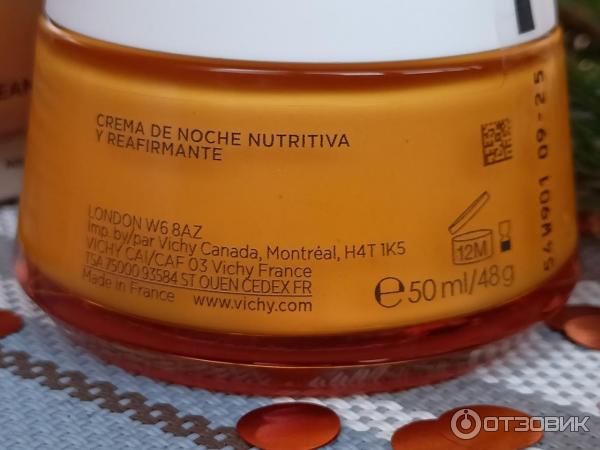 CREMA DE NOCHE NUTRITIVA
Y REAFIRMANTE
LONDON W6 8AZ
Imp. by/par Vichy Canada, Montréal, H4T 1K5
VICHY CAI/CAF 03 Vichy France
TSA 75000 93584 ST OUEN CEDEX FR
Made in France www.vichy.com
12M
e 50 ml/48g
54W109 09-25
ОТЗОВИК